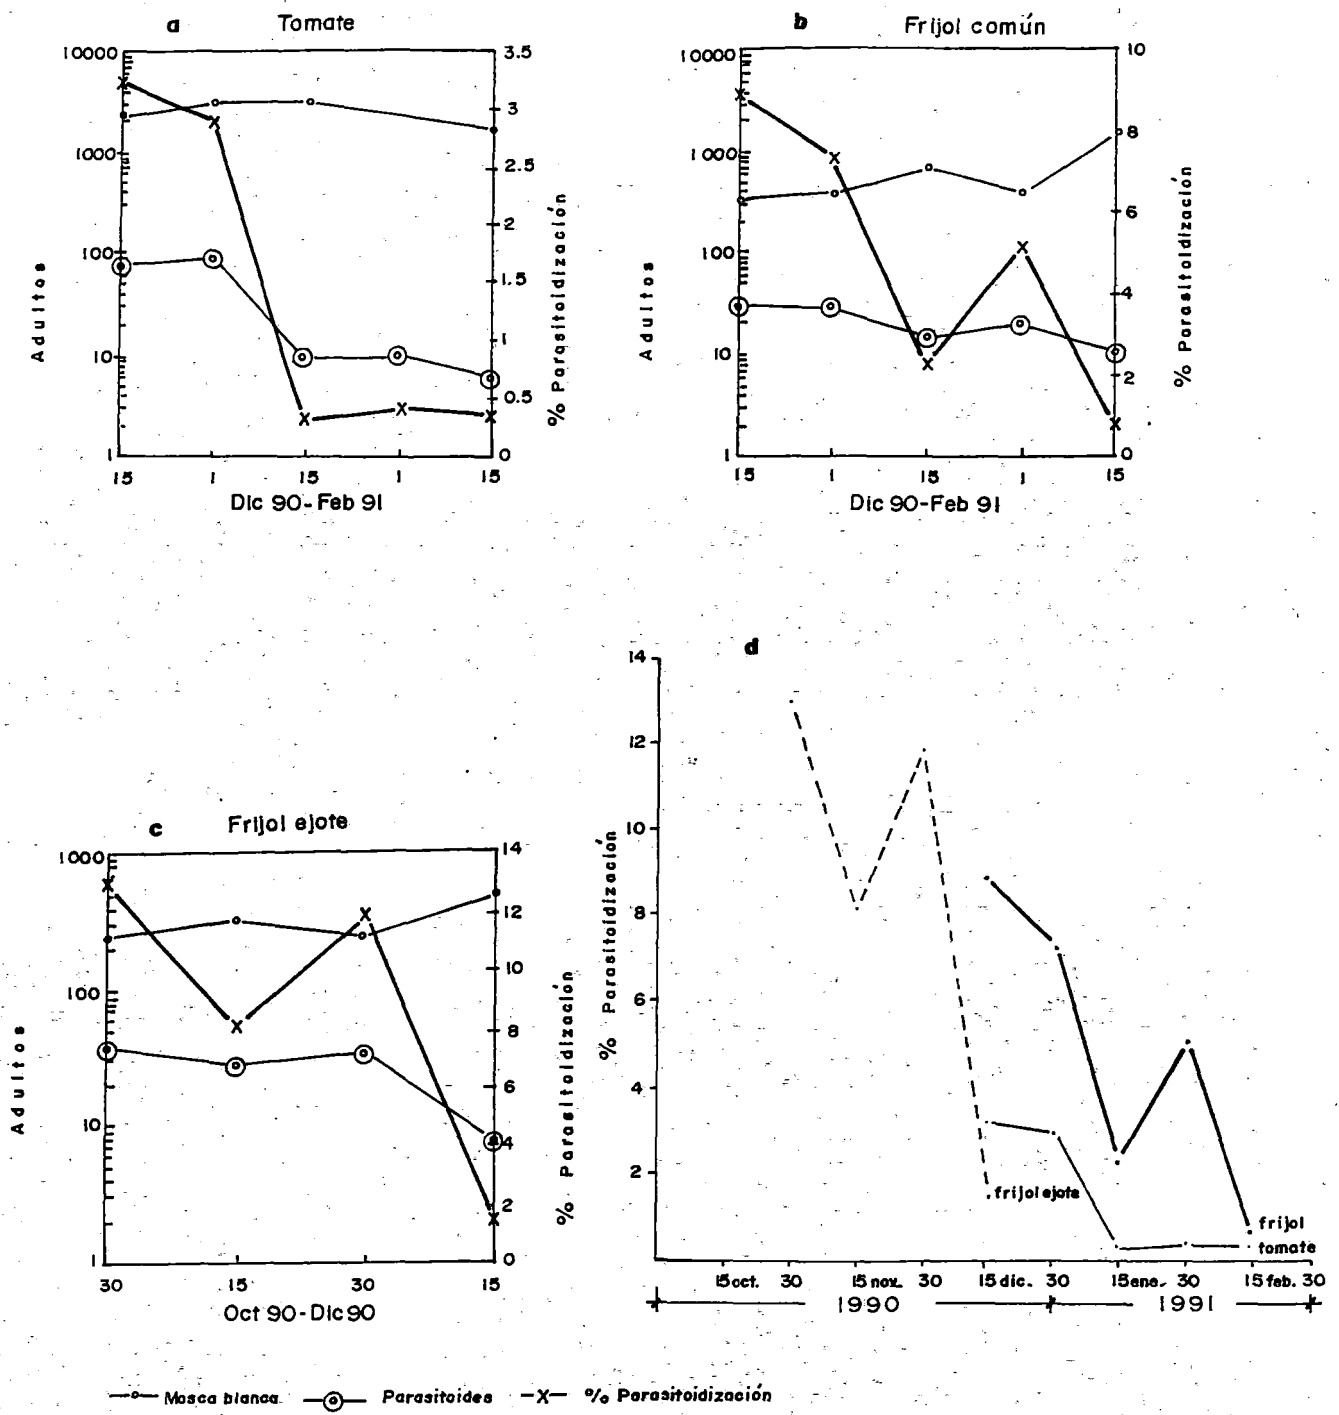 a Tomate
10000
1000
100
10
1
3.5
3
2.5
2
1.5
1
0.5
0
Adultos
% Parasitoidización
15 1 15 1 15
Dic 90-Feb 91
b Frijol común
10000
1000
100
10
1
10
8
6
4
2
0
Adultos
% Parasitoidización
15 1 15 1 15
Dic 90-Feb 91
c Frijol ejote
1000
100
10
1
14
12
10
8
6
4
2
0
Adultos
% Parasitoidización
30 15 30 15
Oct 90-Dic 90
d
14
12
10
8
6
4
2
% Parasitoidización
frijol ejote
frijol
tomate
15 oct. 30 15 nov. 30 15 dic. 30 15 ene. 30 15 feb. 30
1990 1991
Mosca blanca Parasitoides -X- % Parasitoidización